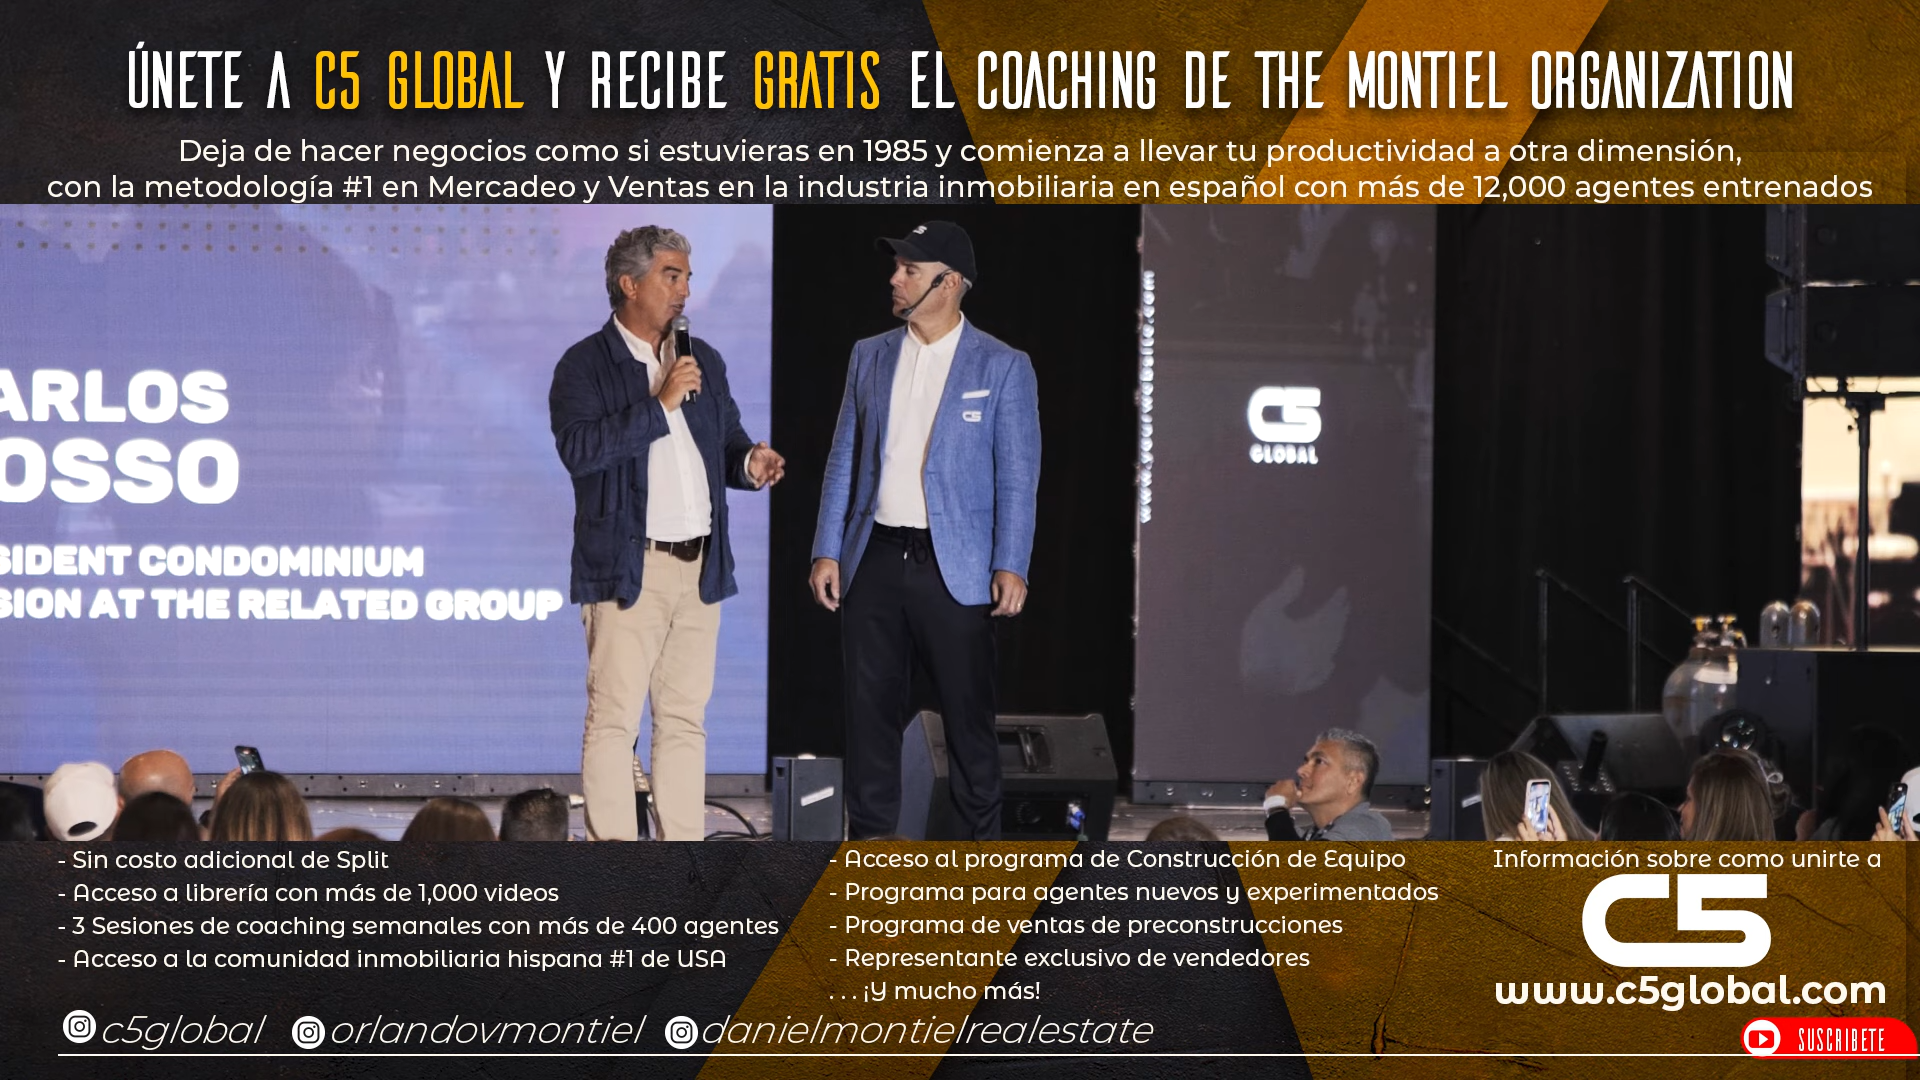 ÚNETE A C5 GLOBAL Y RECIBE GRATIS EL COACHING DE THE MONTIEL ORGANIZATION
Deja de hacer negocios como si estuvieras en 1985 y comienza a llevar tu productividad a otra dimensión,
con la metodología #1 en Mercadeo y Ventas en la industria inmobiliaria en español con más de 12,000 agentes entrenados
ARLOS
OSSO
SIDENT CONDOMINIUM
SION AT THE RELATED GROUP
C5
www.yourwebsite.com
C5
GLOBAL
- Sin costo adicional de Split
- Acceso a librería con más de 1,000 videos
- 3 Sesiones de coaching semanales con más de 400 agentes
- Acceso a la comunidad inmobiliaria hispana #1 de USA
- Acceso al programa de Construcción de Equipo
- Programa para agentes nuevos y experimentados
- Programa de ventas de preconstrucciones
- Representante exclusivo de vendedores
. . . ¡Y mucho más!
Información sobre como unirte a
C5
www.c5global.com
c5global orlandovmontiel danielmontielrealestate
SUSCRIBETE